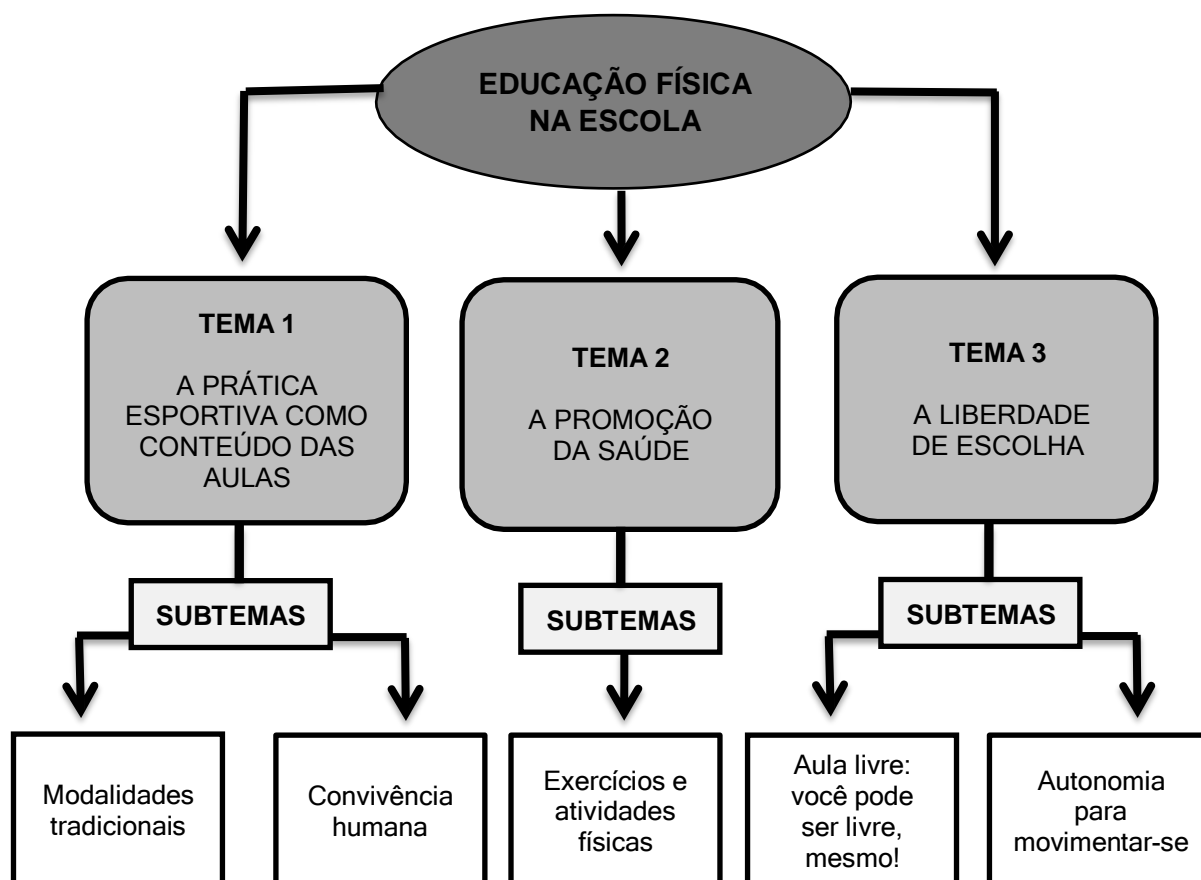 EDUCAÇÃO FÍSICA
NA ESCOLA
TEMA 1
A PRÁTICA
ESPORTIVA COMO
CONTEÚDO DAS
AULAS
TEMA 2
A PROMOÇÃO
DA SAÚDE
TEMA 3
A LIBERDADE
DE ESCOLHA
SUBTEMAS
SUBTEMAS
SUBTEMAS
Modalidades
tradicionais
Convivência
humana
Exercícios e
atividades
físicas
Aula livre:
você pode
ser livre,
mesmo!
Autonomia
para
movimentar-se